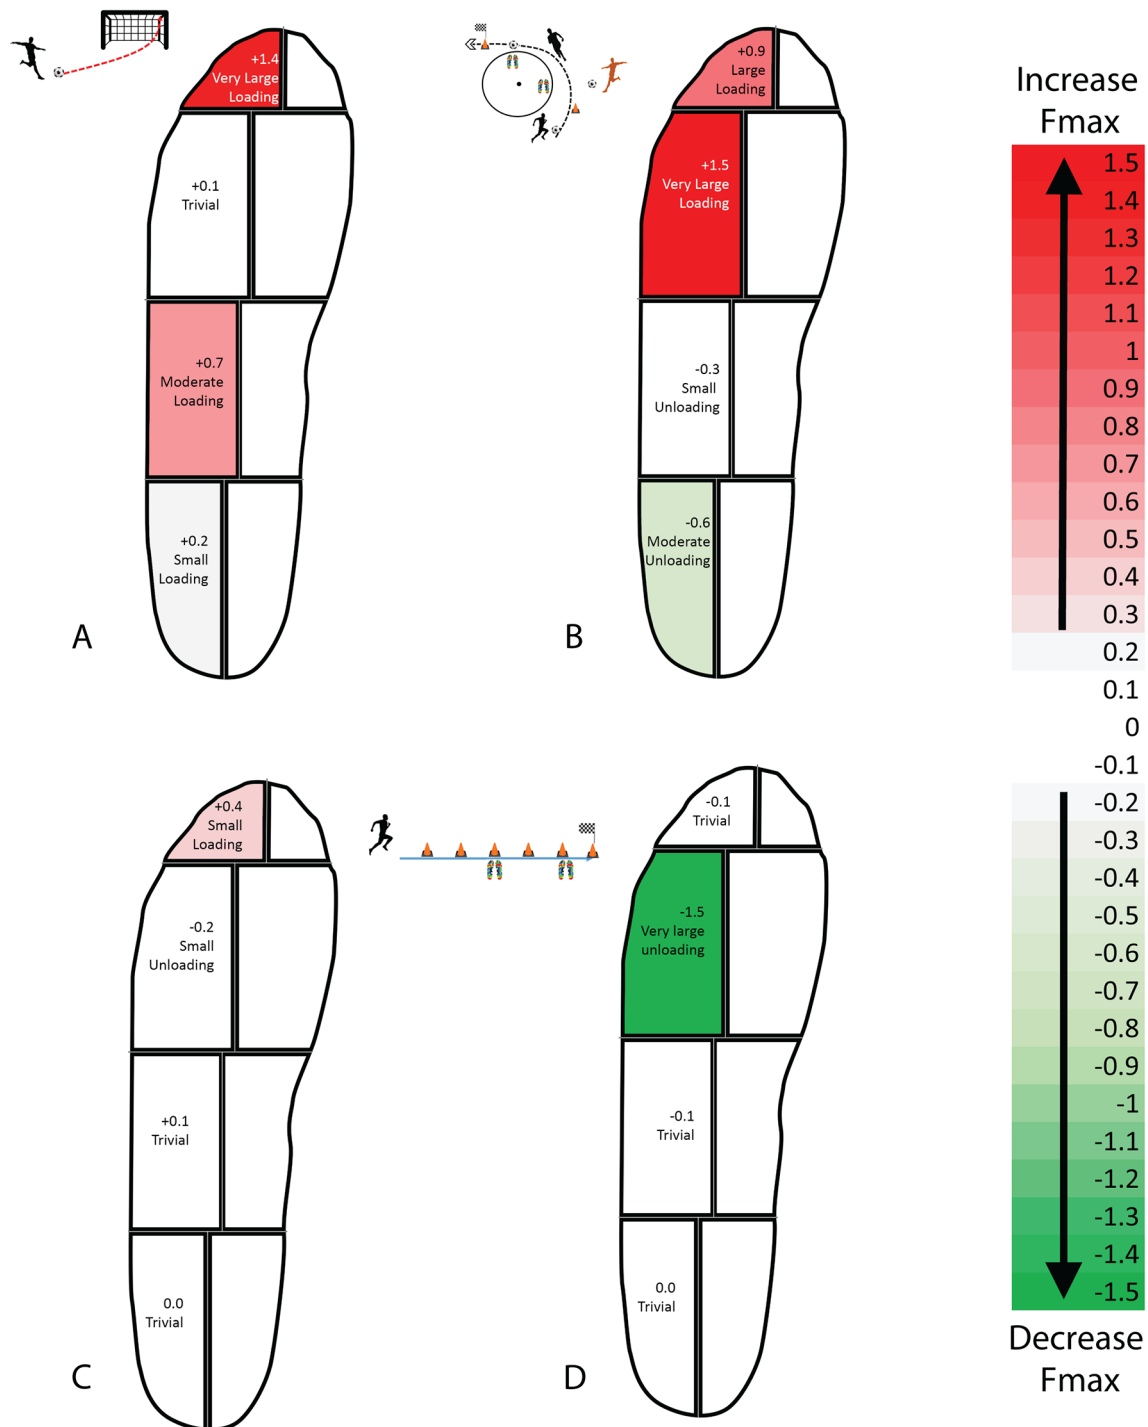 +1.4
Very Large
Loading
+0.1
Trivial
+0.7
Moderate
Loading
+0.2
Small
Loading
A
+0.9
Large
Loading
+1.5
Very Large
Loading
-0.3
Small
Unloading
-0.6
Moderate
Unloading
B
+0.4
Small
Loading
-0.2
Small
Unloading
+0.1
Trivial
0.0
Trivial
C
-0.1
Trivial
-1.5
Very large
unloading
-0.1
Trivial
0.0
Trivial
D
Increase
Fmax
1.5
1.4
1.3
1.2
1.1
1
0.9
0.8
0.7
0.6
0.5
0.4
0.3
0.2
0.1
0
-0.1
-0.2
-0.3
-0.4
-0.5
-0.6
-0.7
-0.8
-0.9
-1
-1.1
-1.2
-1.3
-1.4
-1.5
Decrease
Fmax